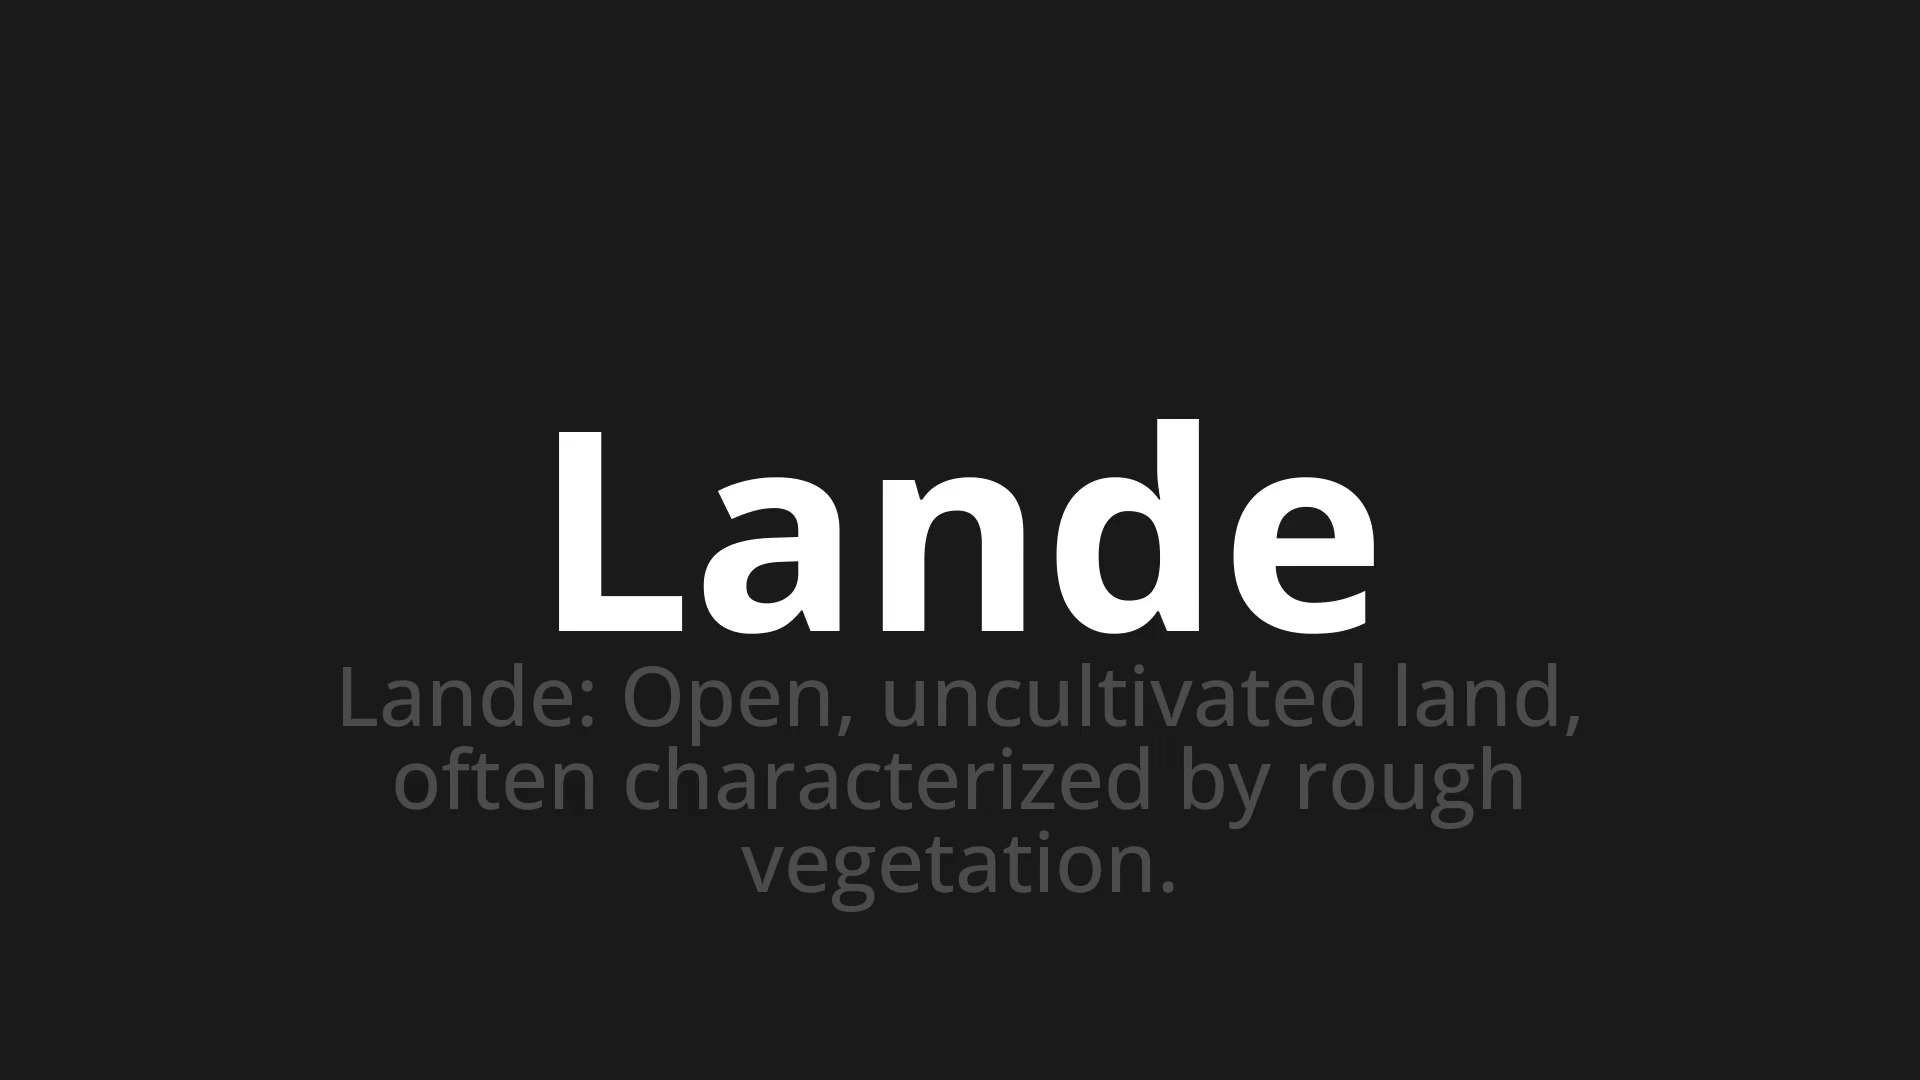 Lande
Lande: Open, uncultivated land,
often characterized by rough
vegetation.